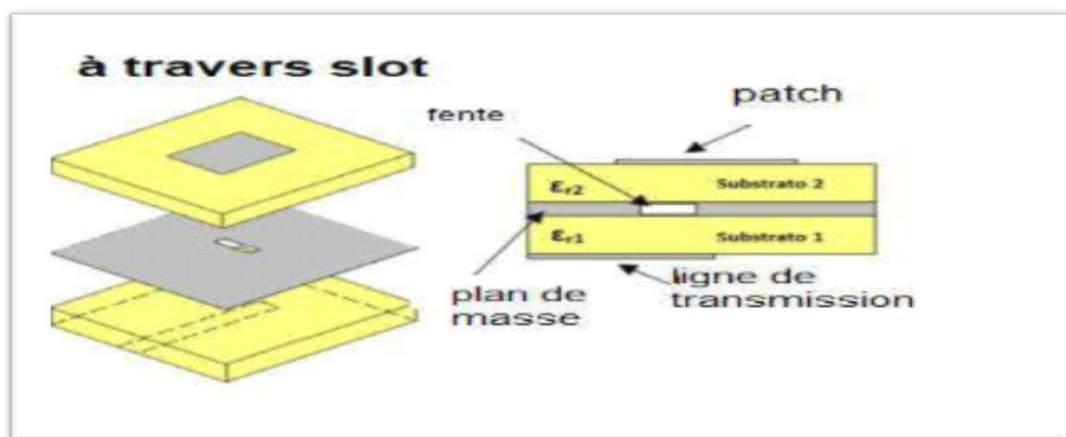 à travers slot
fente
patch
εr2
Substrato 2
εr1
Substrato 1
plan de
masse
ligne de
transmission